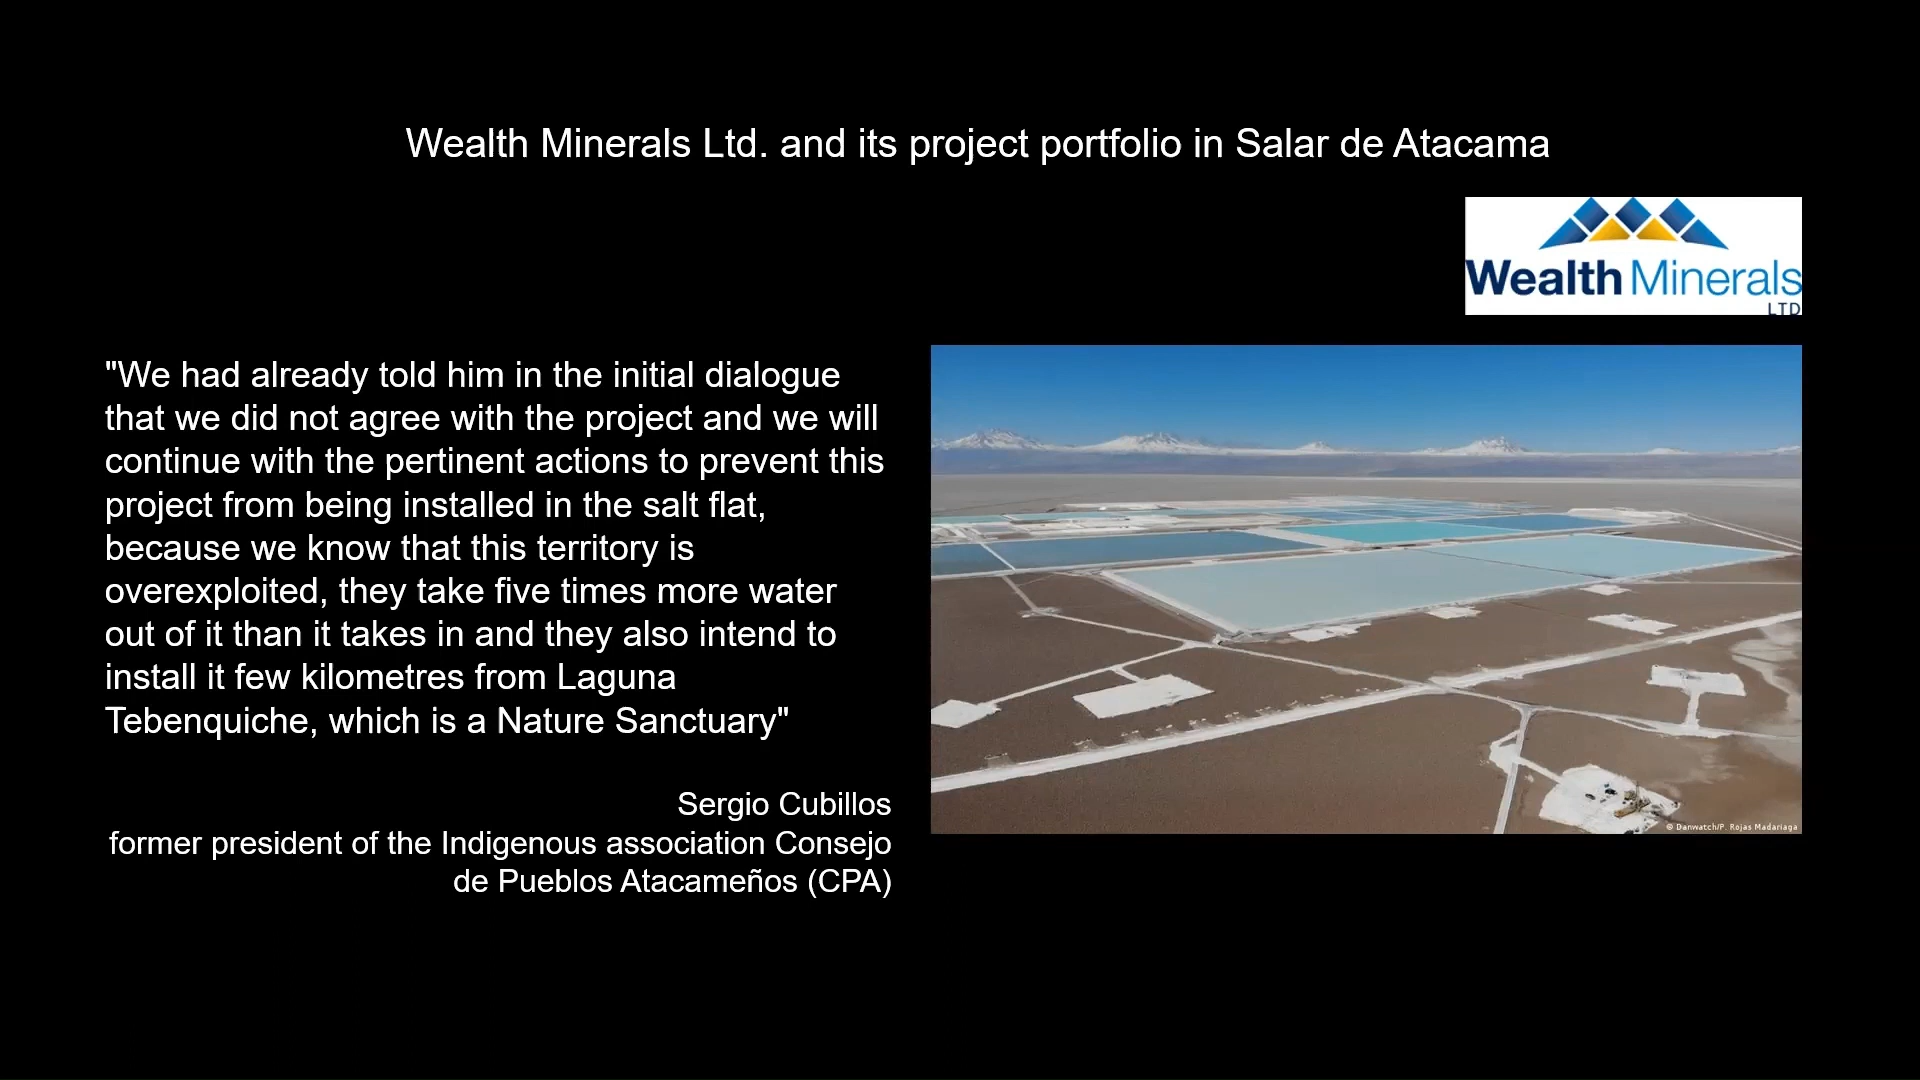 Wealth Minerals Ltd. and its project portfolio in Salar de Atacama
Wealth Minerals
LTD
"We had already told him in the initial dialogue
that we did not agree with the project and we will
continue with the pertinent actions to prevent this
project from being installed in the salt flat,
because we know that this territory is
overexploited, they take five times more water
out of it than it takes in and they also intend to
install it few kilometres from Laguna
Tebenquiche, which is a Nature Sanctuary"
Sergio Cubillos
former president of the Indigenous association Consejo
de Pueblos Atacameños (CPA)
© Danwatch/P. Rojas Madariaga